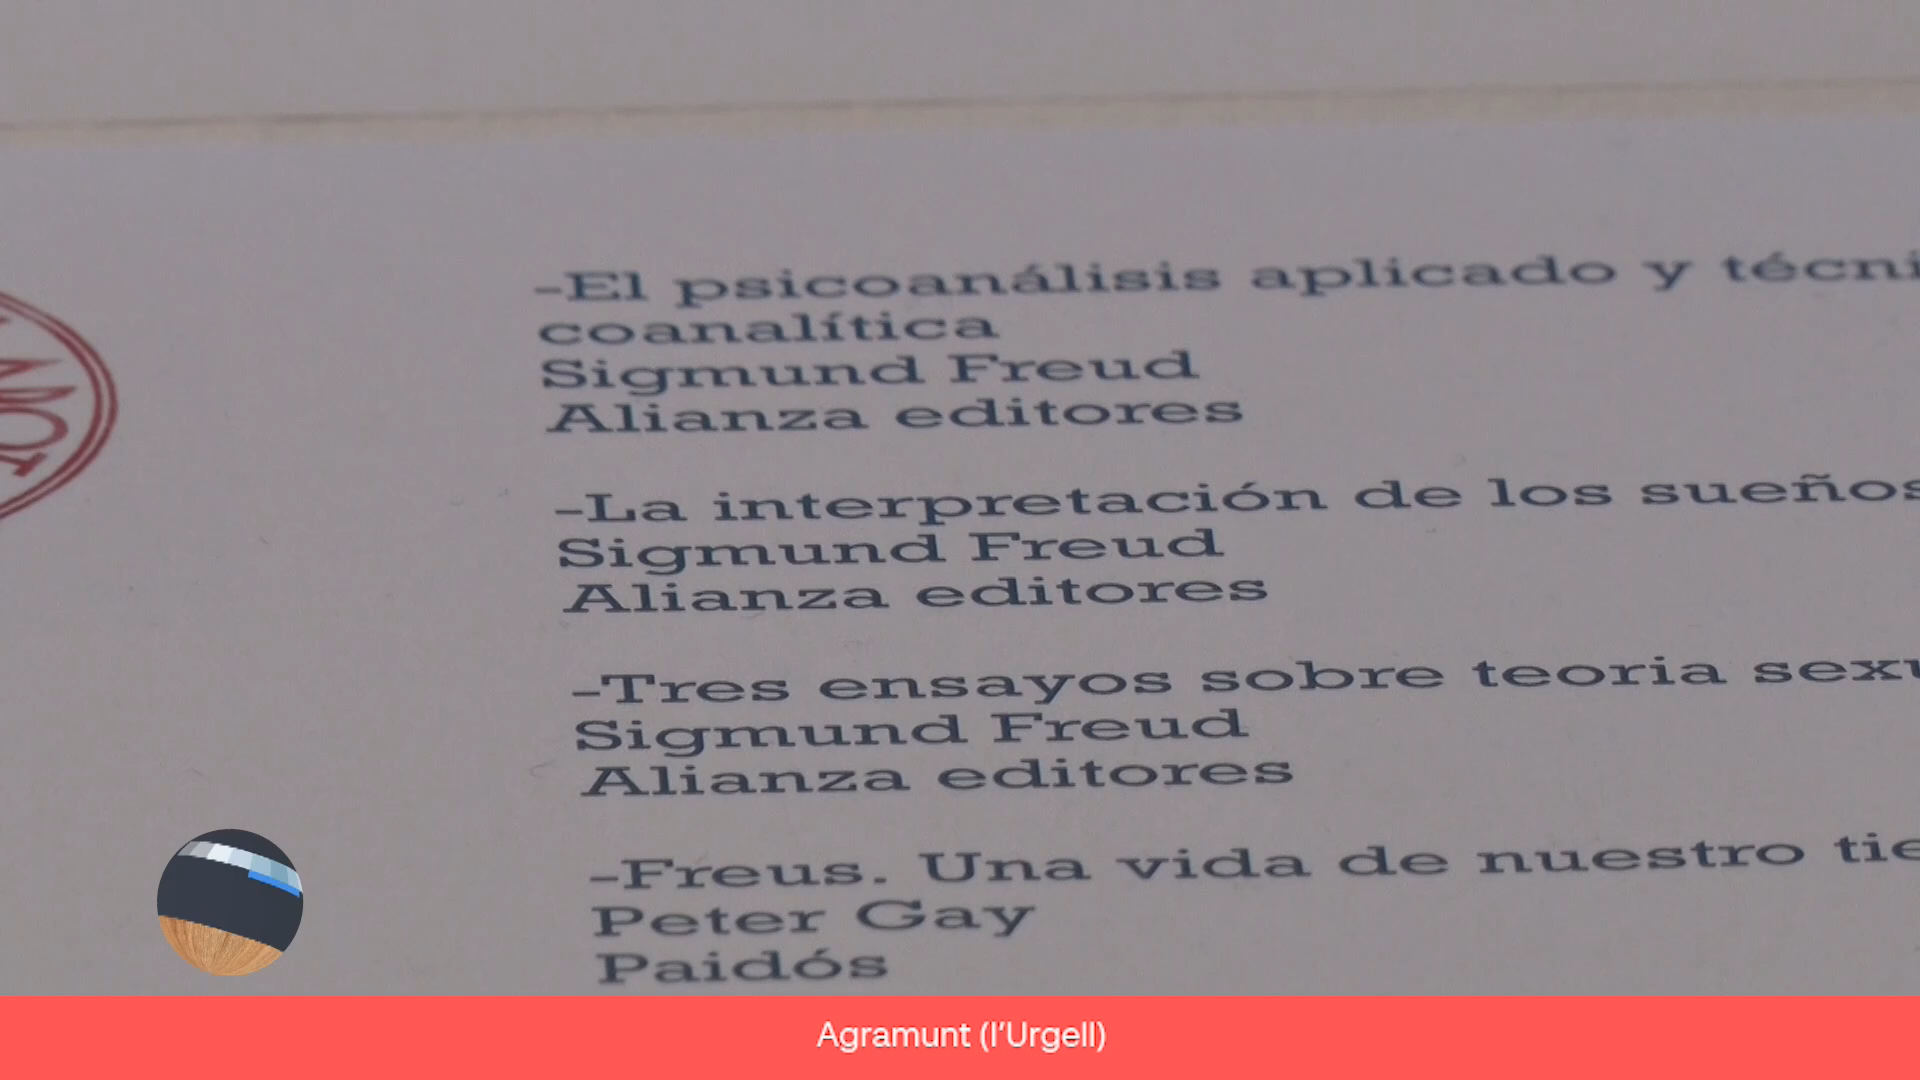 -El psicoanálisis aplicado y técni
coanalítica
Sigmund Freud
Alianza editores
-La interpretación de los sueños
Sigmund Freud
Alianza editores
-Tres ensayos sobre teoria sexu
Sigmund Freud
Alianza editores
-Freus. Una vida de nuestro tie
Peter Gay
Paidós
Agramunt (l'Urgell)